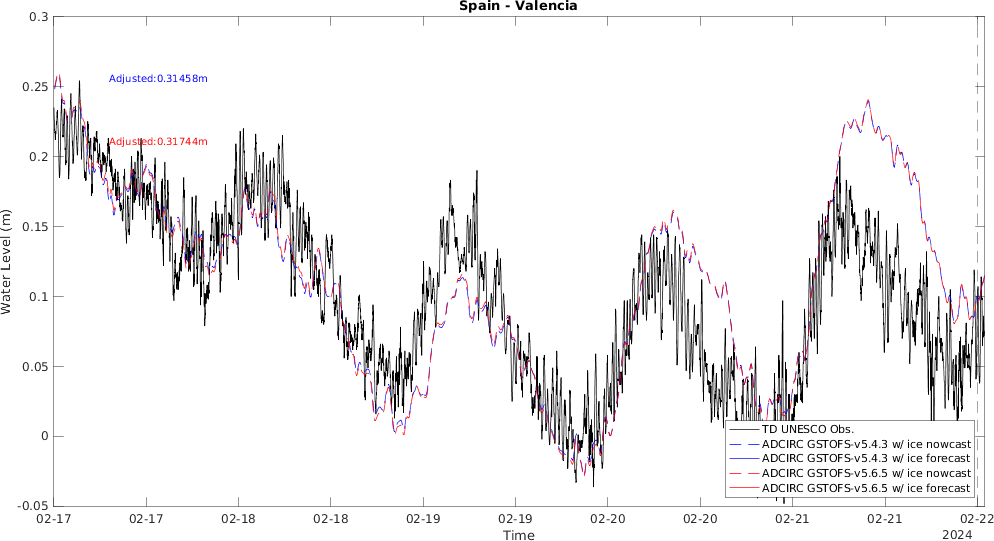 Spain - Valencia
0.3
0.25
0.2
0.15
0.1
0.05
0
-0.05
Water Level (m)
Adjusted:0.31458m
Adjusted:0.31744m
TD UNESCO Obs.
ADCIRC GSTOFS-v5.4.3 w/ ice nowcast
ADCIRC GSTOFS-v5.4.3 w/ ice forecast
ADCIRC GSTOFS-v5.6.5 w/ ice nowcast
ADCIRC GSTOFS-v5.6.5 w/ ice forecast
02-17 02-17 02-18 02-18 02-19 02-19 02-20 02-20 02-21 02-21 02-22
Time
2024